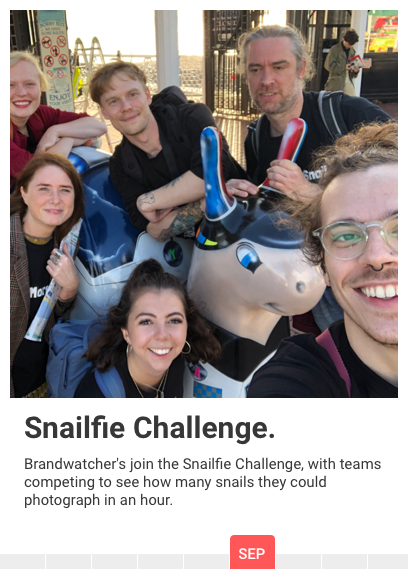 ENJOY
Snailfie Challenge.
Brandwatcher's join the Snailfie Challenge, with teams
competing to see how many snails they could
photograph in an hour.
SEP